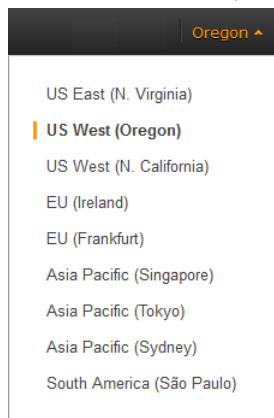 Oregon
US East (N. Virginia)
US West (Oregon)
US West (N. California)
EU (Ireland)
EU (Frankfurt)
Asia Pacific (Singapore)
Asia Pacific (Tokyo)
Asia Pacific (Sydney)
South America (São Paulo)